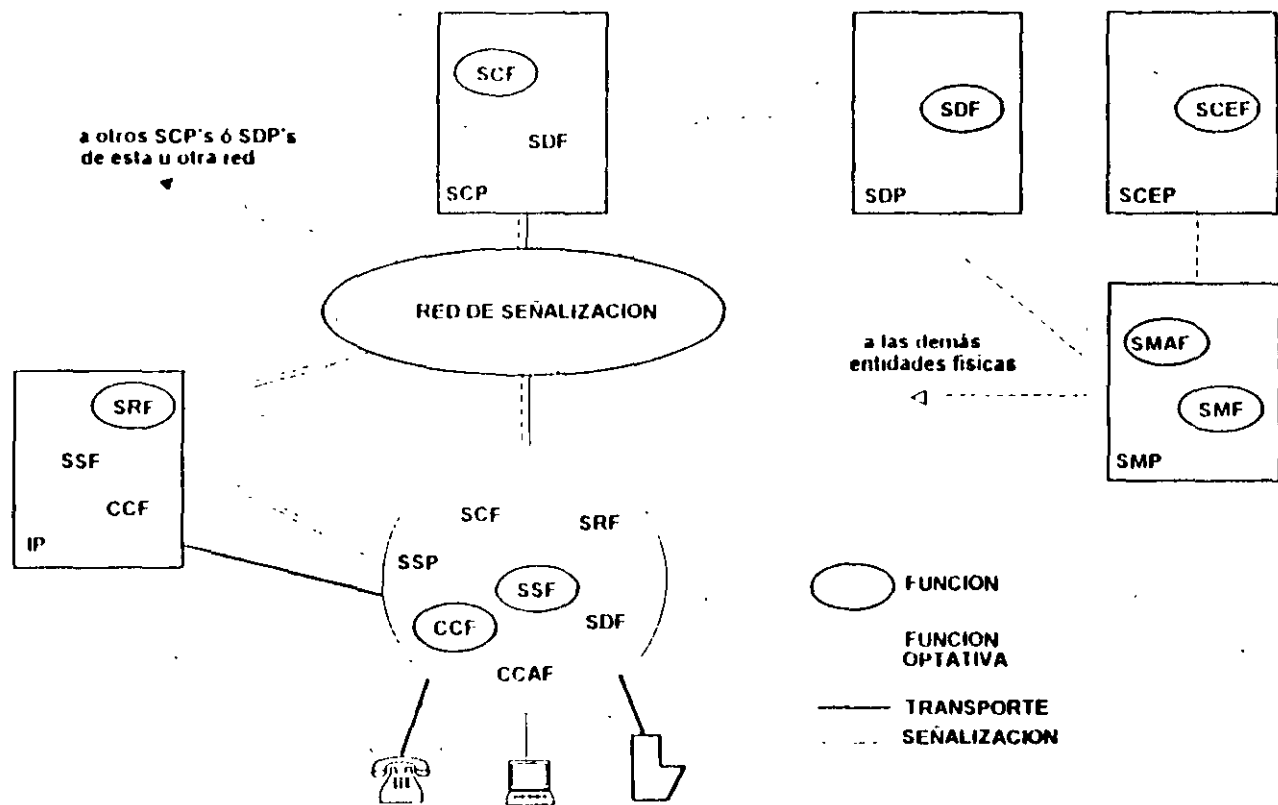 SCF
SDF
SCP
SDF
SDP
SCEF
SCEP
a otros SCP's ó SDP's
de esta u otra red
RED DE SEÑALIZACION
a las demás
entidades físicas
SMAF
SMF
SMP
SRF
SSF
CCF
IP
SCF
SRF
SSP
SSF
CCF
SDF
CCAF
FUNCION
FUNCION
OPTATIVA
TRANSPORTE
SEÑALIZACION